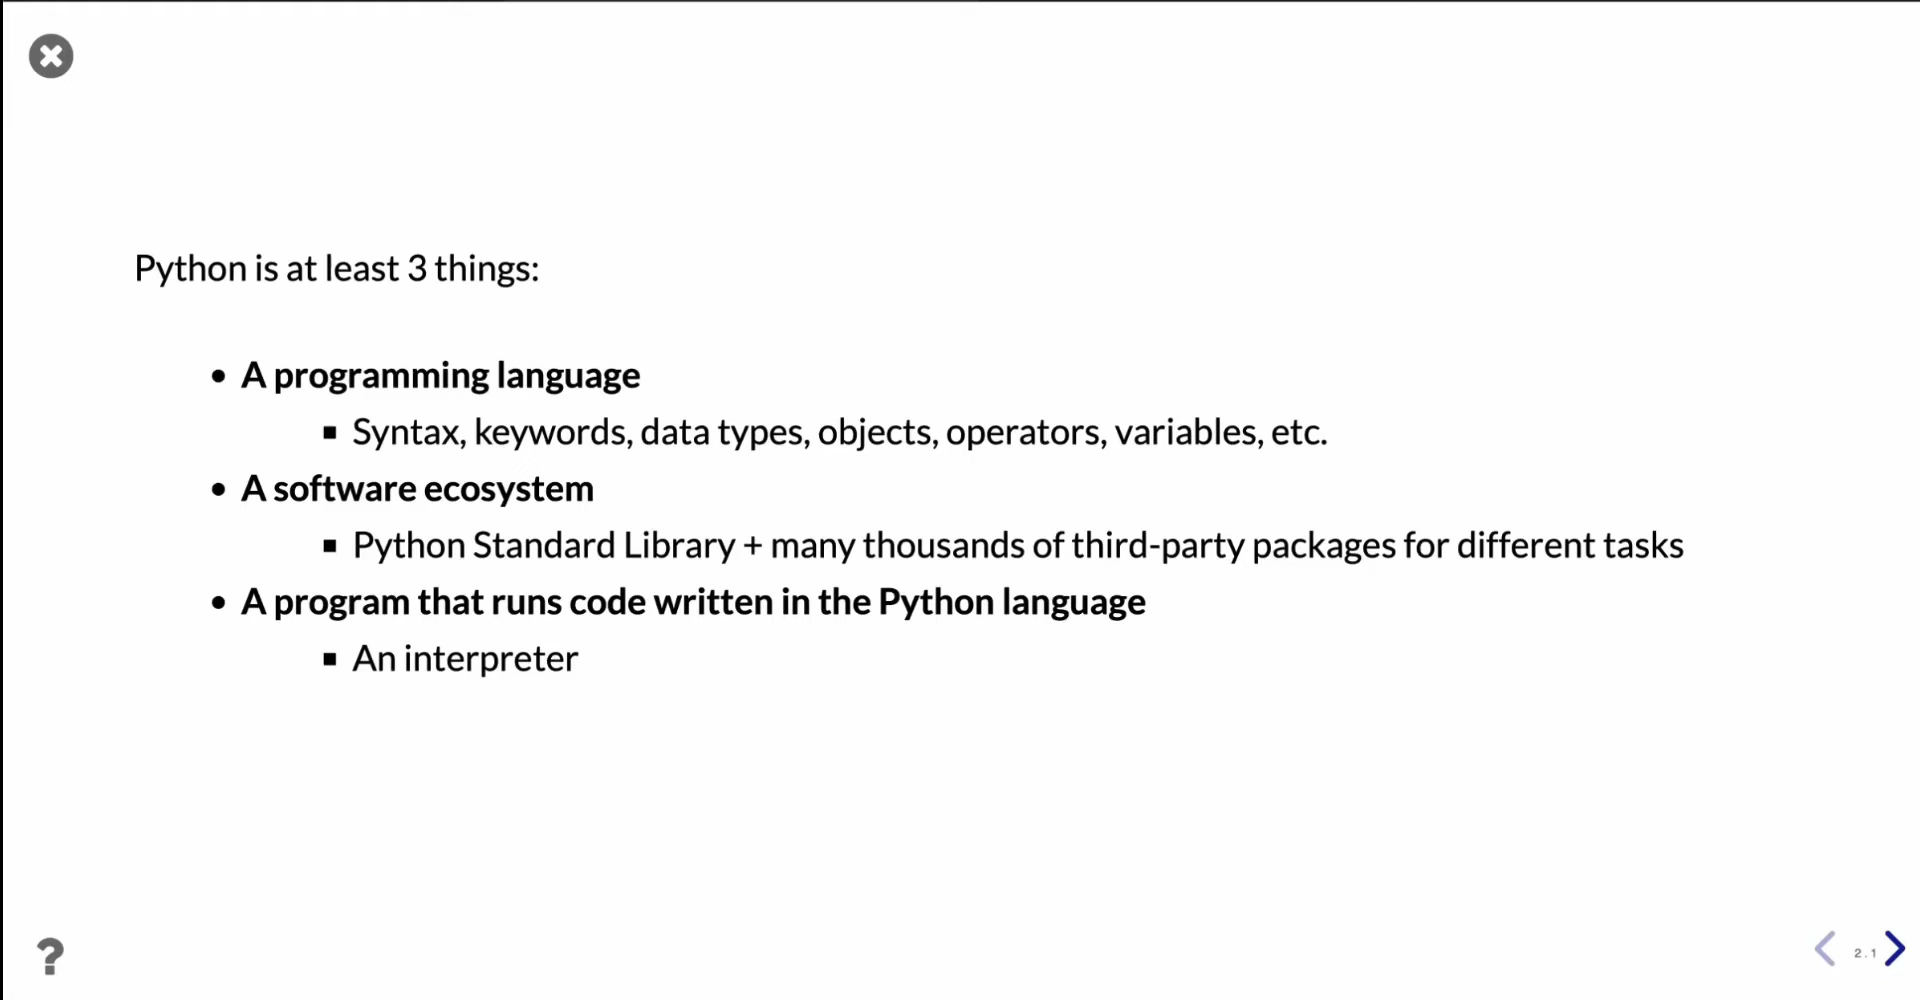 Python is at least 3 things:
• A programming language
▪ Syntax, keywords, data types, objects, operators, variables, etc.
• A software ecosystem
▪ Python Standard Library + many thousands of third-party packages for different tasks
• A program that runs code written in the Python language
▪ An interpreter
?
2.1